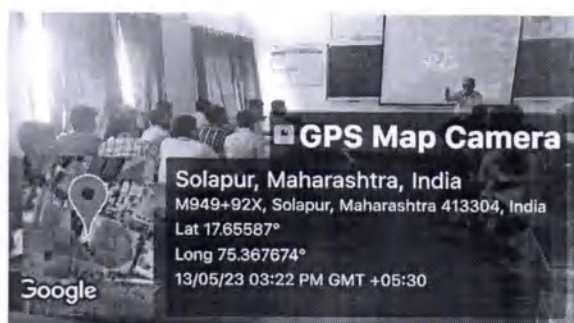 GPS Map Camera
Solapur, Maharashtra, India
M949+92X, Solapur, Maharashtra 413304, India
Lat 17.65587°
Long 75.367674°
13/05/23 03:22 PM GMT +05:30
Google